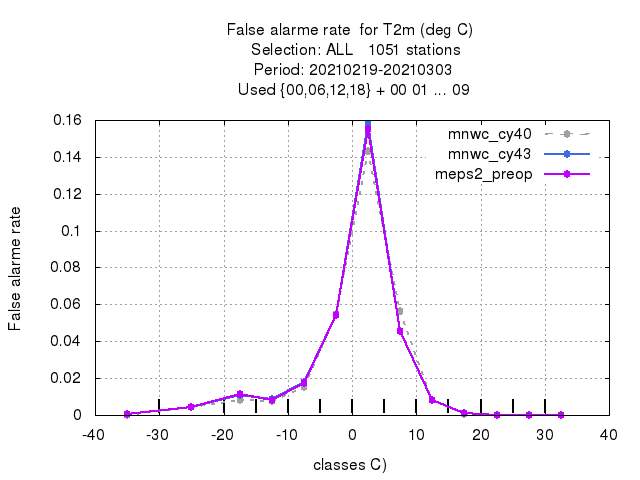 False alarme rate  for T2m (deg C)
Selection: ALL   1051 stations
Period: 20210219-20210303
Used {00,06,12,18} + 00 01 ... 09
mnwc_cy40
mnwc_cy43
meps2_preop
False alarme rate
0.16
0.14
0.12
0.1
0.08
0.06
0.04
0.02
0
-40 -30 -20 -10 0 10 20 30 40
classes C)